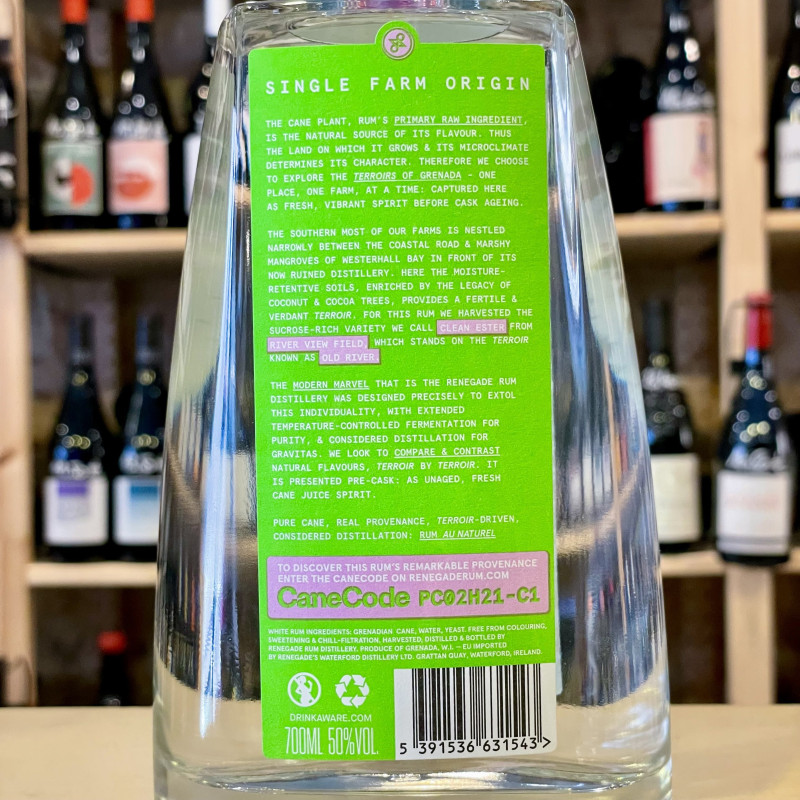 SINGLE FARM ORIGIN
THE CANE PLANT, RUM'S PRIMARY RAW INGREDIENT,
IS THE NATURAL SOURCE OF ITS FLAVOUR. THUS
THE LAND ON WHICH IT GROWS & ITS MICROCLIMATE
DETERMINES ITS CHARACTER. THEREFORE WE CHOOSE
TO EXPLORE THE TERROIRS OF GRENADA - ONE
PLACE, ONE FARM, AT A TIME: CAPTURED HERE
AS FRESH, VIBRANT SPIRIT BEFORE CASK AGEING.
THE SOUTHERN MOST OF OUR FARMS IS NESTLED
NARROWLY BETWEEN THE COASTAL ROAD & MARSHY
MANGROVES OF WESTERHALL BAY IN FRONT OF ITS
NOW RUINED DISTILLERY. HERE THE MOISTURE-
RETENTIVE SOILS, ENRICHED BY THE LEGACY OF
COCONUT & COCOA TREES, PROVIDES A FERTILE &
VERDANT TERROIR. FOR THIS RUM WE HARVESTED THE
SUCROSE-RICH VARIETY WE CALL CLEAN ESTER FROM
RIVER VIEW FIELD, WHICH STANDS ON THE TERROIR
KNOWN AS OLD RIVER.
THE MODERN MARVEL THAT IS THE RENEGADE RUM
DISTILLERY WAS DESIGNED PRECISELY TO EXTOL
THIS INDIVIDUALITY, WITH EXTENDED
TEMPERATURE-CONTROLLED FERMENTATION FOR
PURITY, & CONSIDERED DISTILLATION FOR
GRAVITAS. WE LOOK TO COMPARE & CONTRAST
NATURAL FLAVOURS, TERROIR BY TERROIR. IT
IS PRESENTED PRE-CASK: AS UNAGED, FRESH
CANE JUICE SPIRIT.
PURE CANE, REAL PROVENANCE, TERROIR-DRIVEN,
CONSIDERED DISTILLATION: RUM AU NATUREL
TO DISCOVER THIS RUM'S REMARKABLE PROVENANCE
ENTER THE CANECODE ON RENEGADERUM.COM
CaneCode PC02H21-C1
WHITE RUM INGREDIENTS: GRENADIAN CANE, WATER, YEAST. FREE FROM COLOURING,
SWEETENING & CHILL-FILTRATION, HARVESTED, DISTILLED & BOTTLED BY
RENEGADE RUM DISTILLERY. PRODUCE OF GRENADA, W.I. – EU IMPORTED
BY RENEGADE'S WATERFORD DISTILLERY LTD. GRATTAN QUAY, WATERFORD, IRELAND.
DRINKAWARE.COM
700ML 50%VOL.
5 391536 631543 >